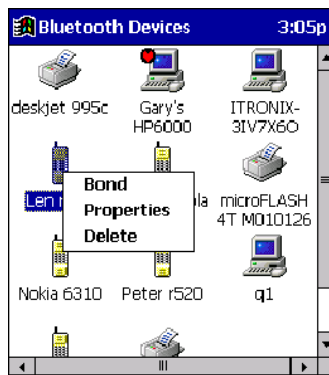 Bluetooth Devices 3:05p
deskjet 995c Gary's HP6000 ITRONIX-3IV7X6O
Len
Bond
Properties
Delete
microFLASH 4T M010126
Nokia 6310 Peter r520 q1